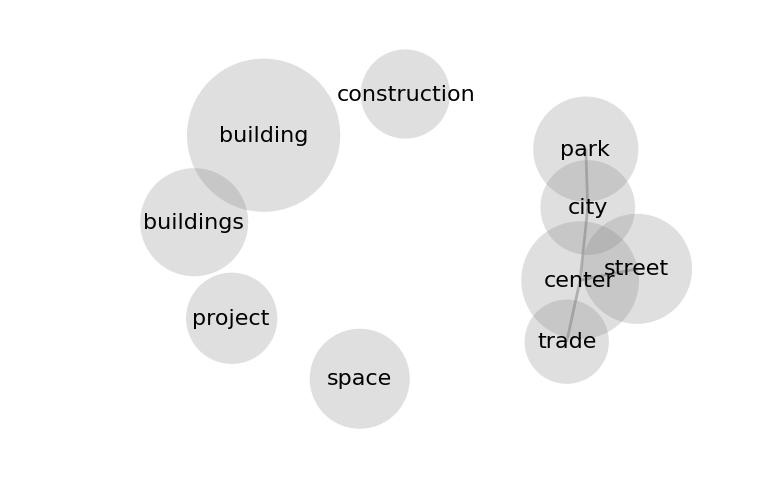 construction
building
park
city
buildings
street
center
project
trade
space